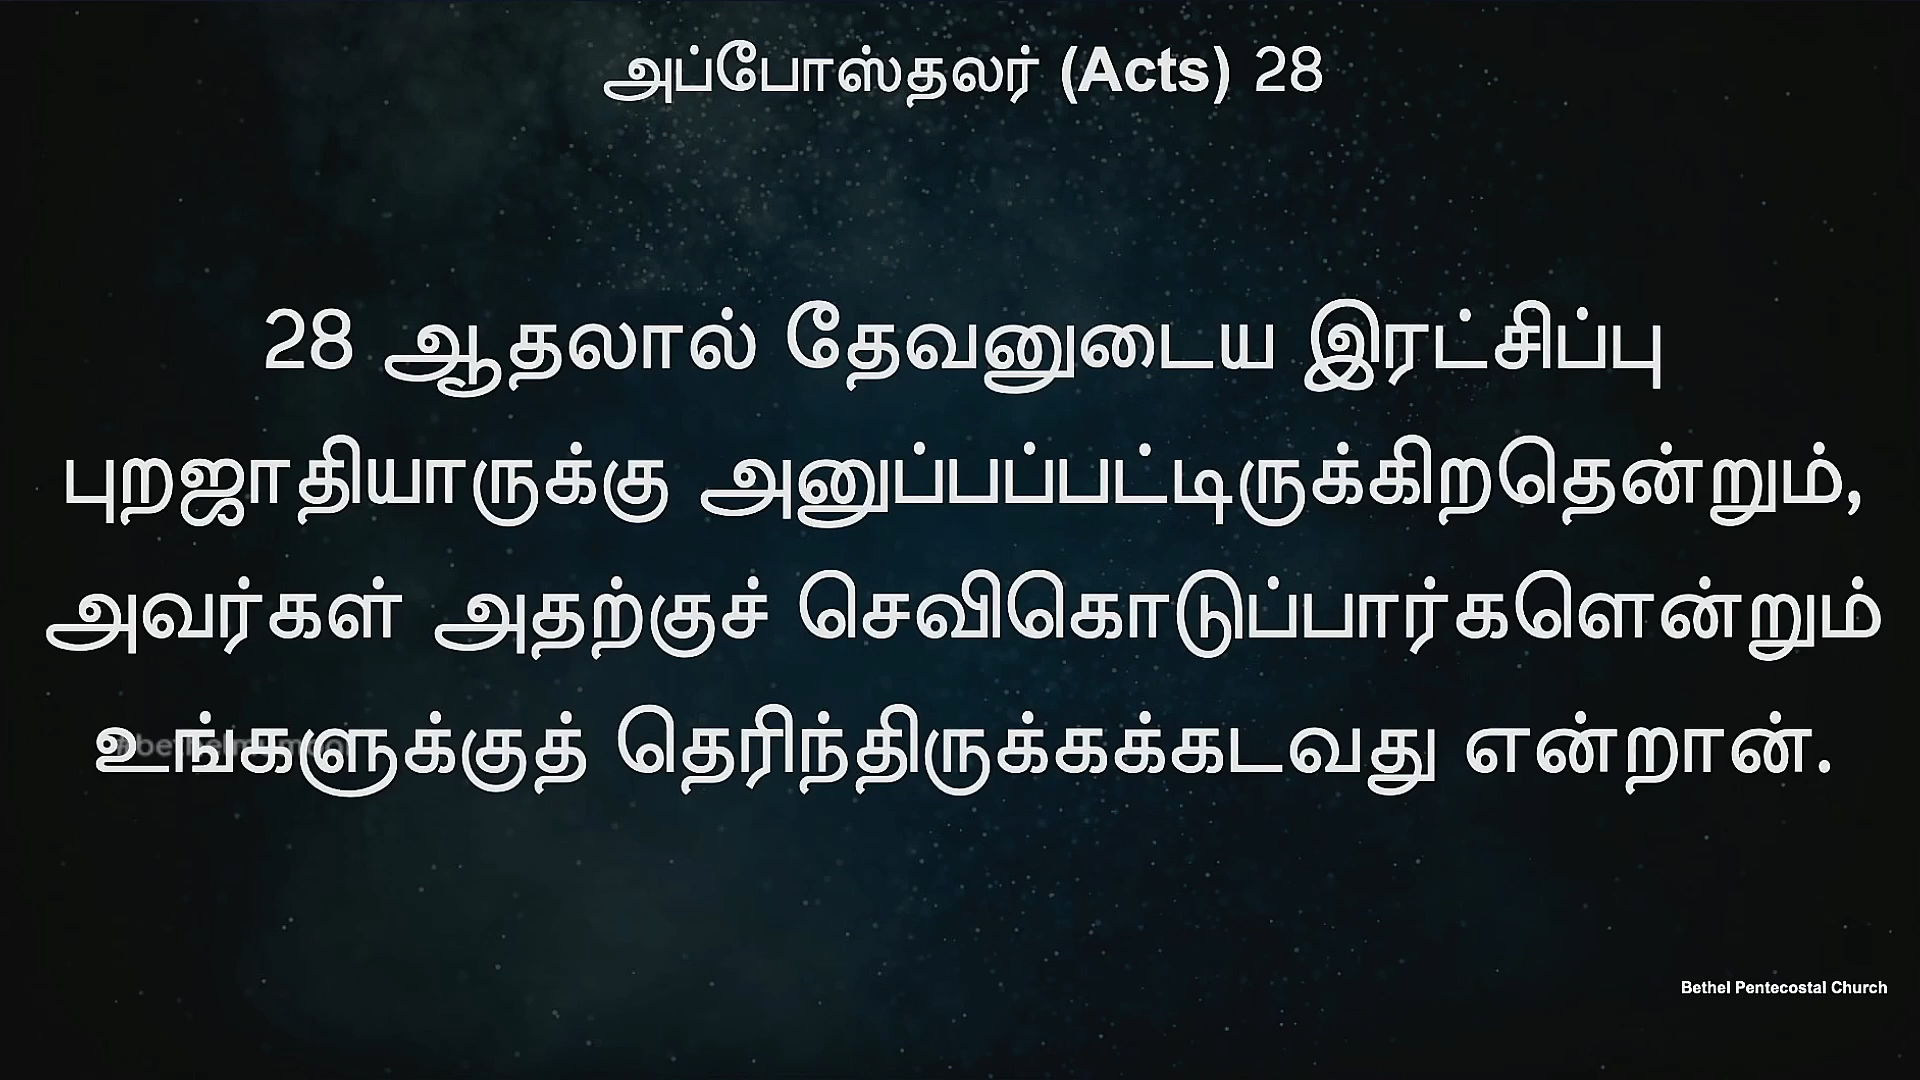 அப்போஸ்தலர் (Acts) 28
28 ஆதலால் தேவனுடைய இரட்சிப்பு
புறஜாதியாருக்கு அனுப்பப்பட்டிருக்கிறதென்றும்,
அவர்கள் அதற்குச் செவிகொடுப்பார்களென்றும்
உங்களுக்குத் தெரிந்திருக்கக்கடவது என்றான்.
Bethel Pentecostal Church